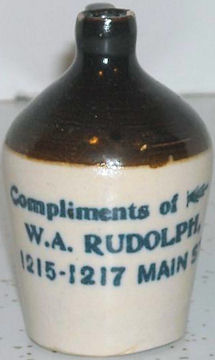 Compliments of
W.A. RUDOLPH,
1215-1217 MAIN